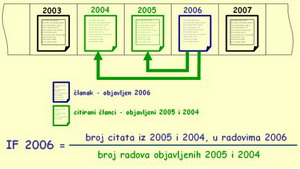 2003 2004 2005 2006 2007
članak - objavljen 2006
citirani članci - objavljeni 2005 i 2004
IF 2006 =
broj citata iz 2005 i 2004, u radovima 2006
broj radova objavljenih 2005 i 2004